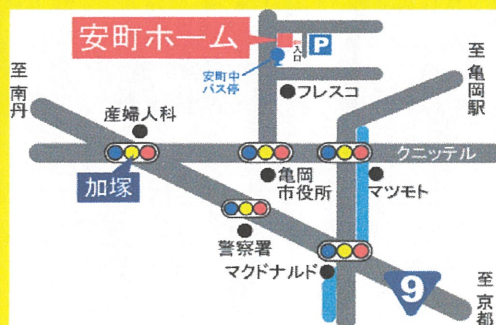 安町ホーム
入口
P
至亀岡駅
至南丹
安町中
バス停
フレスコ
産婦人科
クニッテル
加塚
亀岡
市役所
マツモト
警察署
マクドナルド
9
至京都